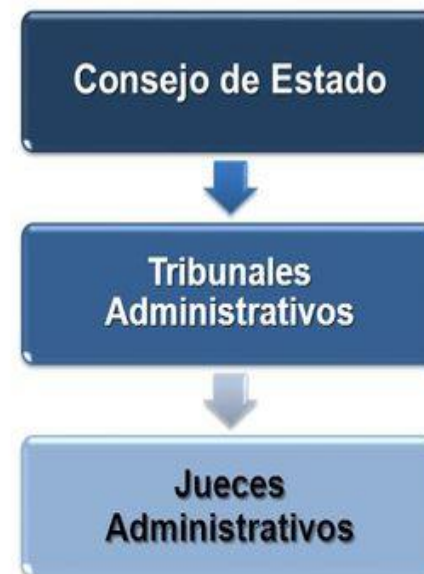 Consejo de Estado
Tribunales
Administrativos
Jueces
Administrativos